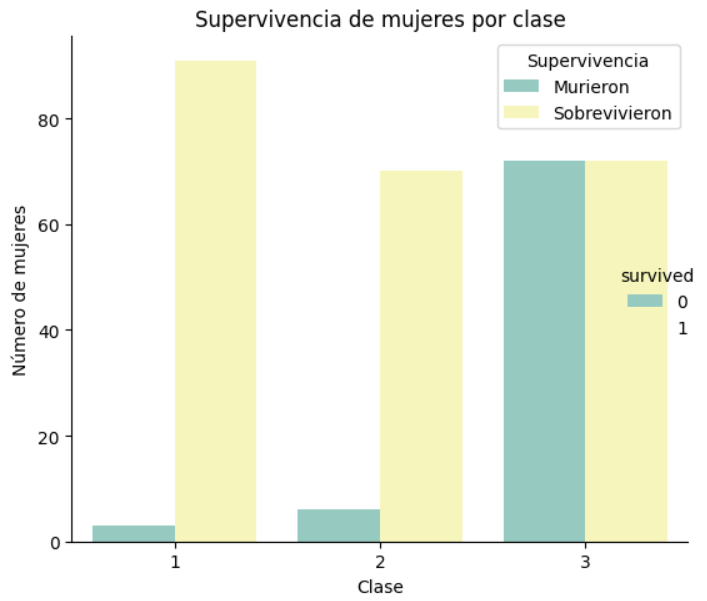 Supervivencia de mujeres por clase
Supervivencia
Murieron
Sobrevivieron
survived
0
1
Número de mujeres
80
60
40
20
0
1 2 3
Clase